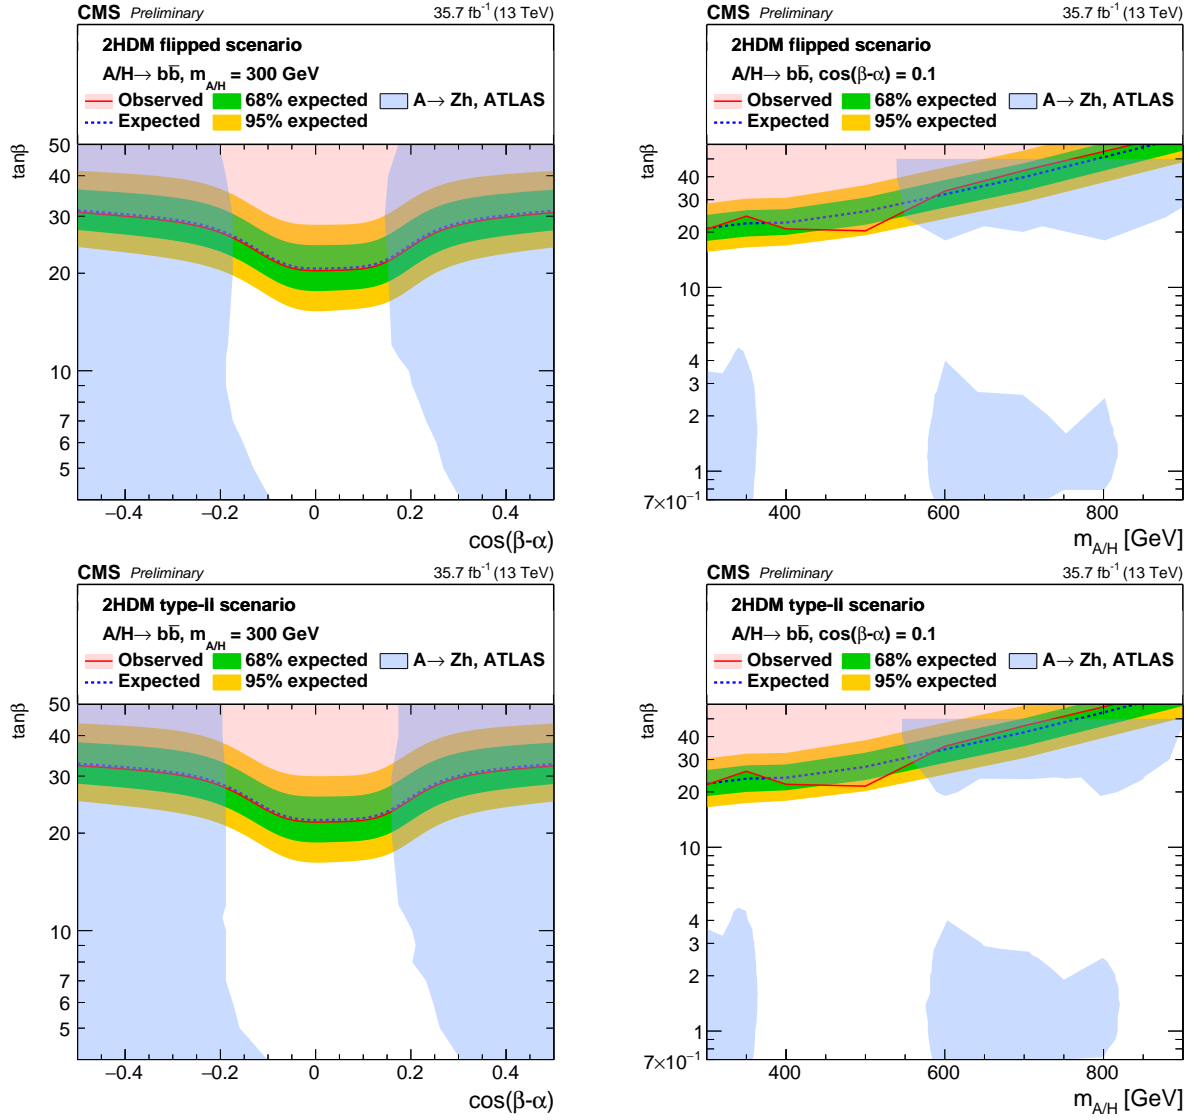 CMS Preliminary 35.7 fb⁻¹ (13 TeV)
2HDM flipped scenario
A/H→ bb̅, m_A/H = 300 GeV
Observed 68% expected A→ Zh, ATLAS
Expected 95% expected
tanβ
50
40
30
20
10
7
6
5
−0.4 −0.2 0 0.2 0.4
cos(β-α)
CMS Preliminary 35.7 fb⁻¹ (13 TeV)
2HDM flipped scenario
A/H→ bb̅, cos(β-α) = 0.1
Observed 68% expected A→ Zh, ATLAS
Expected 95% expected
tanβ
40
30
20
10
4
3
2
1
7×10⁻¹
400 600 800
m_A/H [GeV]
CMS Preliminary 35.7 fb⁻¹ (13 TeV)
2HDM type-II scenario
A/H→ bb̅, m_A/H = 300 GeV
Observed 68% expected A→ Zh, ATLAS
Expected 95% expected
tanβ
50
40
30
20
10
7
6
5
−0.4 −0.2 0 0.2 0.4
cos(β-α)
CMS Preliminary 35.7 fb⁻¹ (13 TeV)
2HDM type-II scenario
A/H→ bb̅, cos(β-α) = 0.1
Observed 68% expected A→ Zh, ATLAS
Expected 95% expected
tanβ
40
30
20
10
4
3
2
1
7×10⁻¹
400 600 800
m_A/H [GeV]